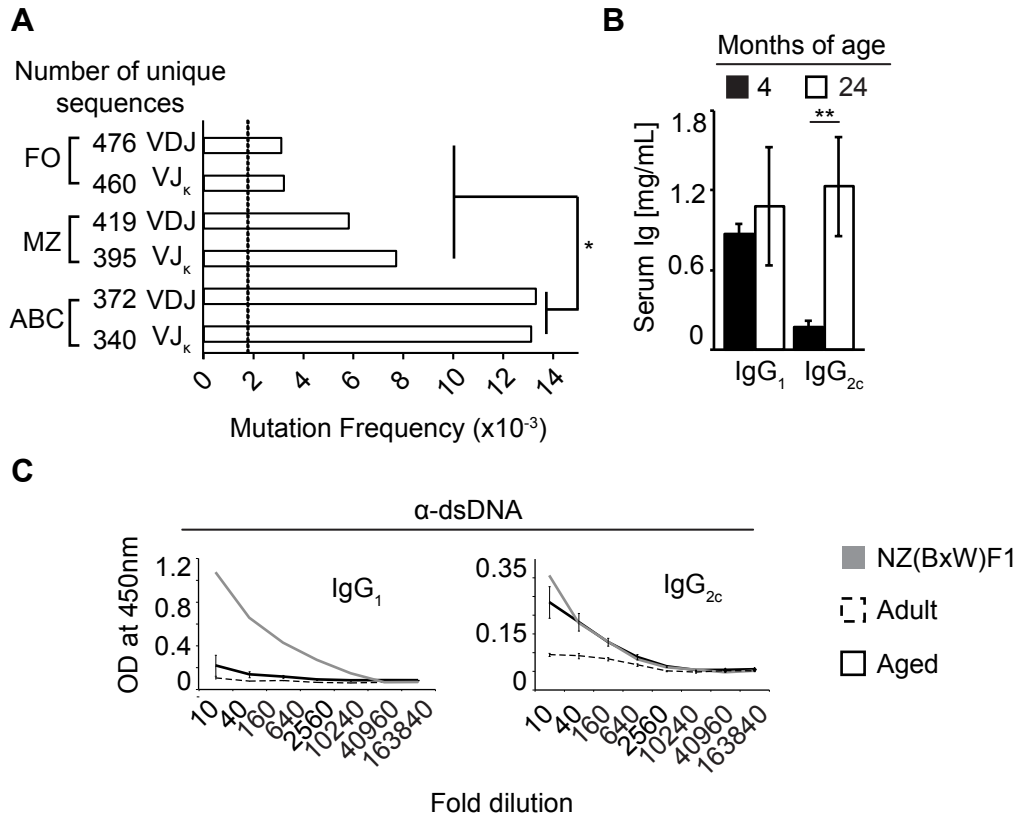 A
Number of unique
sequences
FO
476 VDJ
460 VJκ
MZ
419 VDJ
395 VJκ
ABC
372 VDJ
340 VJκ
*
0 2 4 6 8 10 12 14
Mutation Frequency (x10-3)
B
Months of age
4 24
**
Serum Ig [mg/mL]
1.8
1.2
0.6
0
IgG1 IgG2c
C
α-dsDNA
OD at 450nm
1.2
0.8
0.4
0
IgG1
10 40 160 640 2560 10240 40960 163840
0.35
0.15
0
IgG2c
10 40 160 640 2560 10240 40960 163840
Fold dilution
NZ(BxW)F1
Adult
Aged